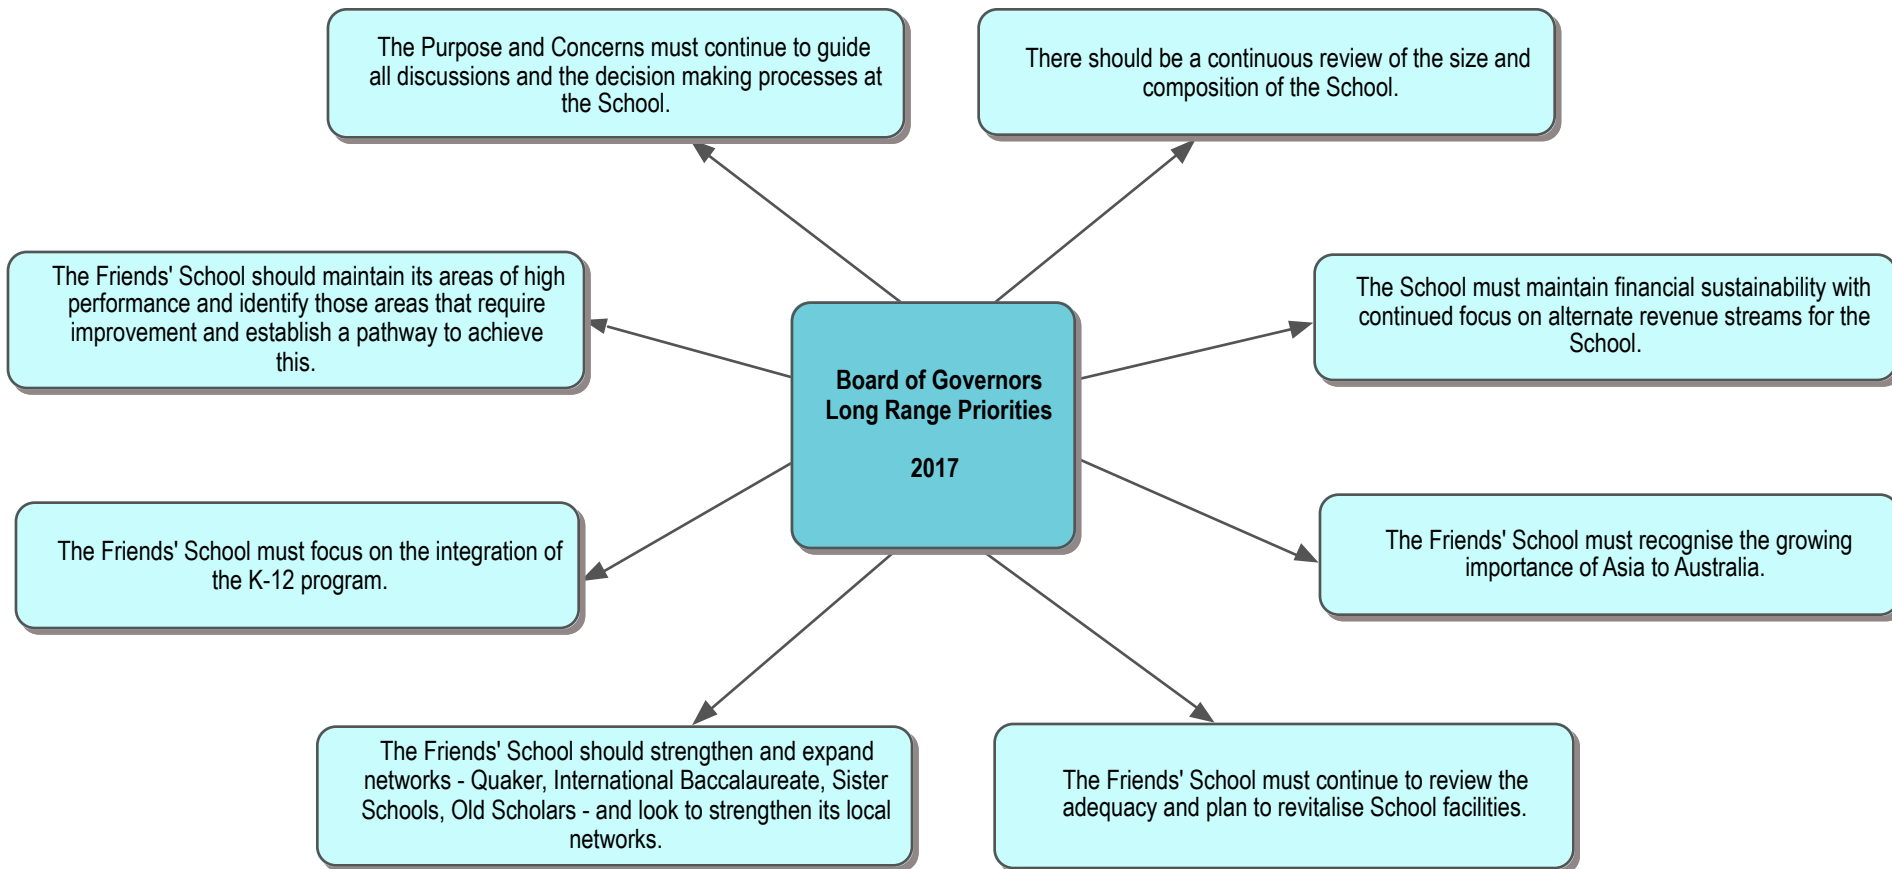 The Purpose and Concerns must continue to guide
all discussions and the decision making processes at
the School.
There should be a continuous review of the size and
composition of the School.
The Friends' School should maintain its areas of high
performance and identify those areas that require
improvement and establish a pathway to achieve
this.
Board of Governors
Long Range Priorities
2017
The School must maintain financial sustainability with
continued focus on alternate revenue streams for the
School.
The Friends' School must focus on the integration of
the K-12 program.
The Friends' School must recognise the growing
importance of Asia to Australia.
The Friends' School should strengthen and expand
networks - Quaker, International Baccalaureate, Sister
Schools, Old Scholars - and look to strengthen its local
networks.
The Friends' School must continue to review the
adequacy and plan to revitalise School facilities.